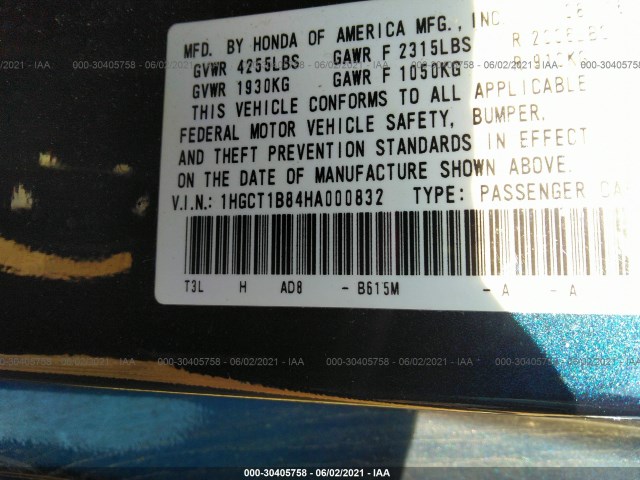 MFD. BY HONDA OF AMERICA MFG., INC.
GVWR 4255LBS GAWR F 2315LBS R
GVWR 1930KG GAWR F 1050KG R
THIS VEHICLE CONFORMS TO ALL APPLICABLE
FEDERAL MOTOR VEHICLE SAFETY, BUMPER,
AND THEFT PREVENTION STANDARDS IN EFFECT
ON THE DATE OF MANUFACTURE SHOWN ABOVE.
V.I.N.: 1HGCT1B84HA000832 TYPE: PASSENGER
T3L H AD8 - B615M - A - A
000-30405758 - 06/02/2021 - IAA